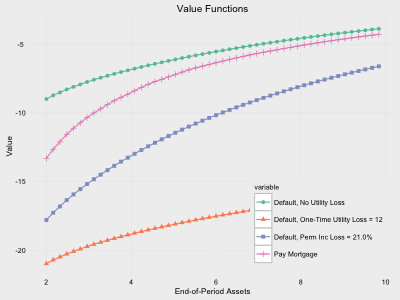 Value Functions
Value
-5
-10
-15
-20
variable
Default, No Utility Loss
Default, One-Time Utility Loss = 12
Default, Perm Inc Loss = 21.0%
Pay Mortgage
2
4
6
8
10
End-of-Period Assets